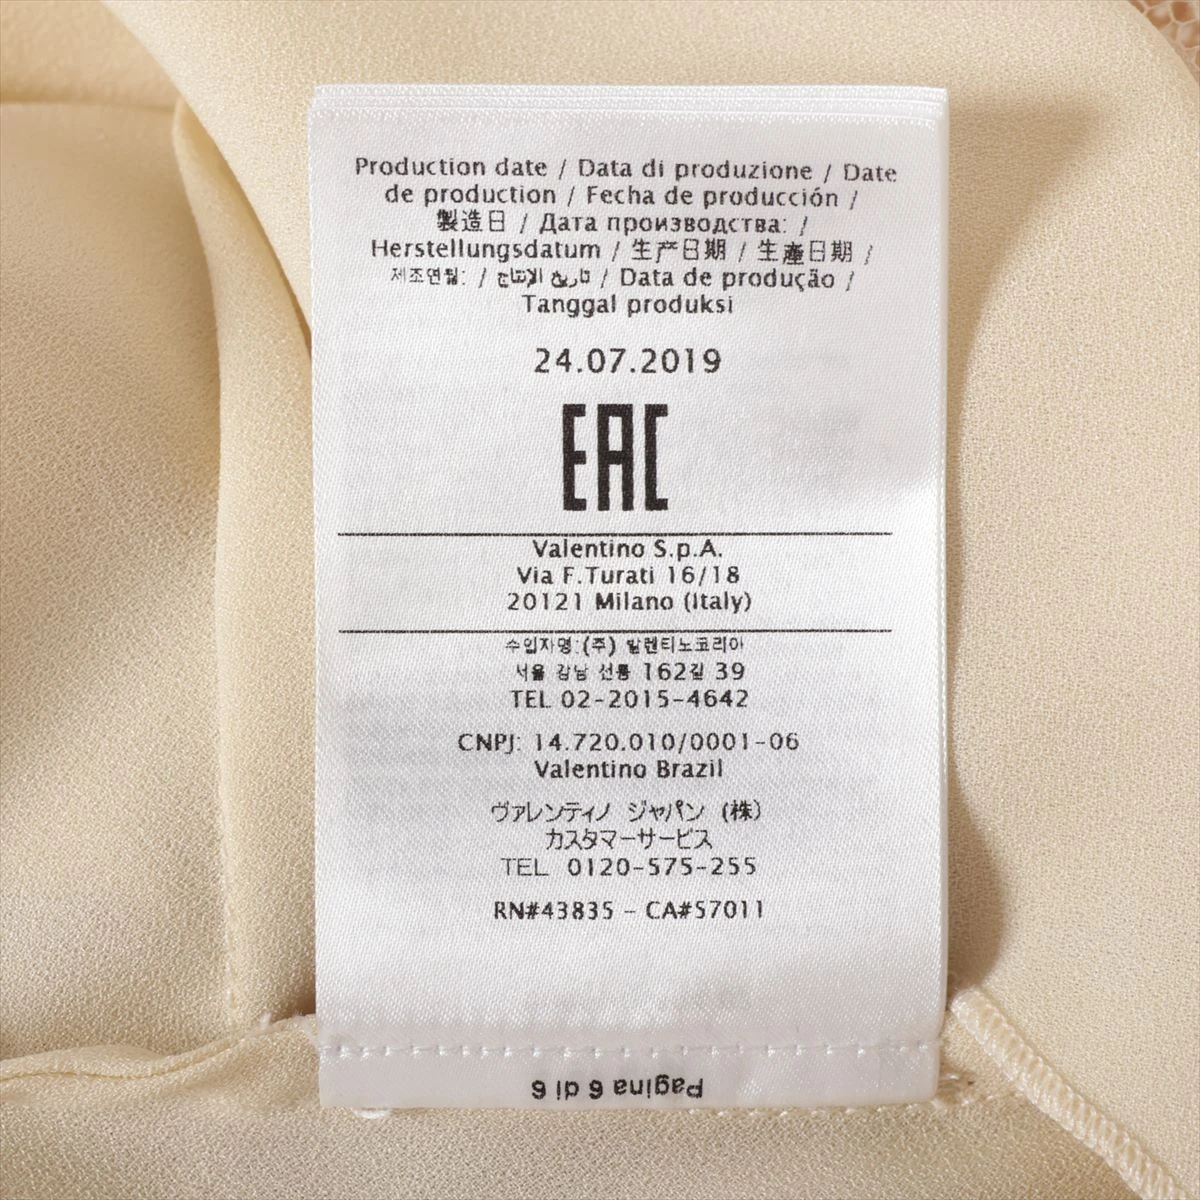 Production date / Data di produzione / Date
de production / Fecha de producción /
製造日 / Дата производства: /
Herstellungsdatum / 生产日期 / 生產日期 /
제조연월: / تاريخ الإنتاج / Data de produção /
Tanggal produksi
24.07.2019
EAC
Valentino S.p.A.
Via F.Turati 16/18
20121 Milano (Italy)
수입자명:(주) 발렌티노코리아
서울 강남 선릉 162길 39
TEL 02-2015-4642
CNPJ: 14.720.010/0001-06
Valentino Brazil
ヴァレンティノ ジャパン (株)
カスタマーサービス
TEL 0120-575-255
RN#43835 - CA#57011
Pagina 6 di 6